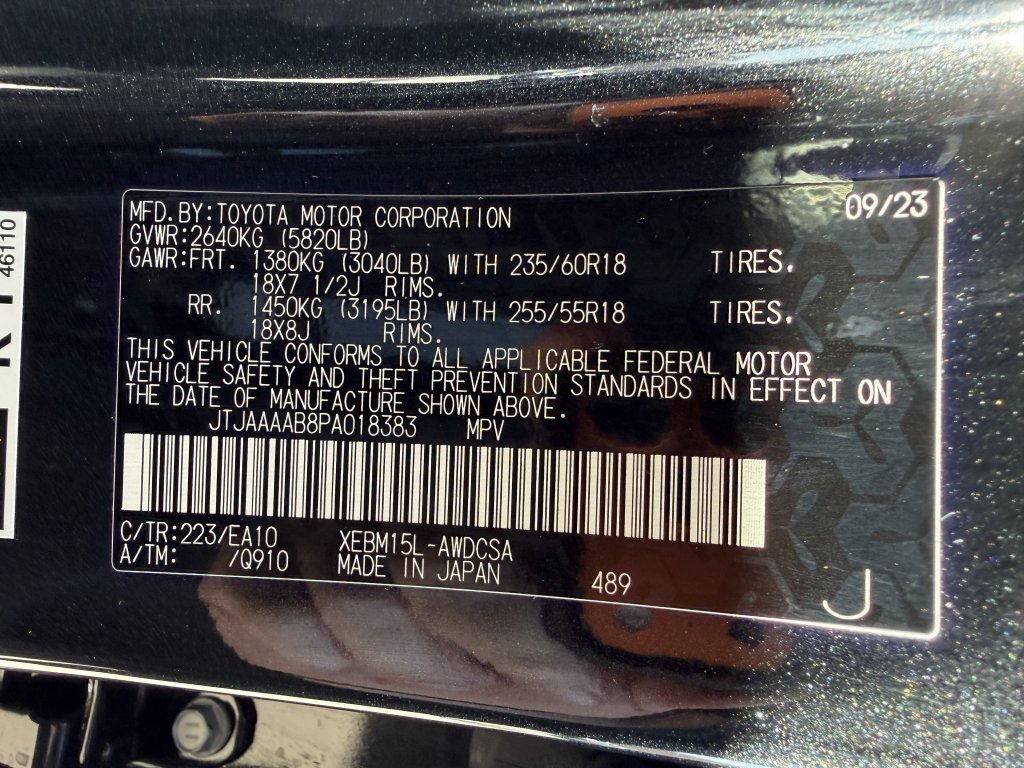 MFD.BY:TOYOTA MOTOR CORPORATION 09/23
GVWR:2640KG (5820LB)
GAWR:FRT. 1380KG (3040LB) WITH 235/60R18 TIRES.
18X7 1/2J RIMS.
RR. 1450KG (3195LB) WITH 255/55R18 TIRES.
18X8J RIMS.
THIS VEHICLE CONFORMS TO ALL APPLICABLE FEDERAL MOTOR
VEHICLE SAFETY AND THEFT PREVENTION STANDARDS IN EFFECT ON
THE DATE OF MANUFACTURE SHOWN ABOVE.
JTJAAAAB8PA018383 MPV
C/TR:223/EA10 XEBM15L-AWDCSA
A/TM: /Q910 MADE IN JAPAN 489
J
46110